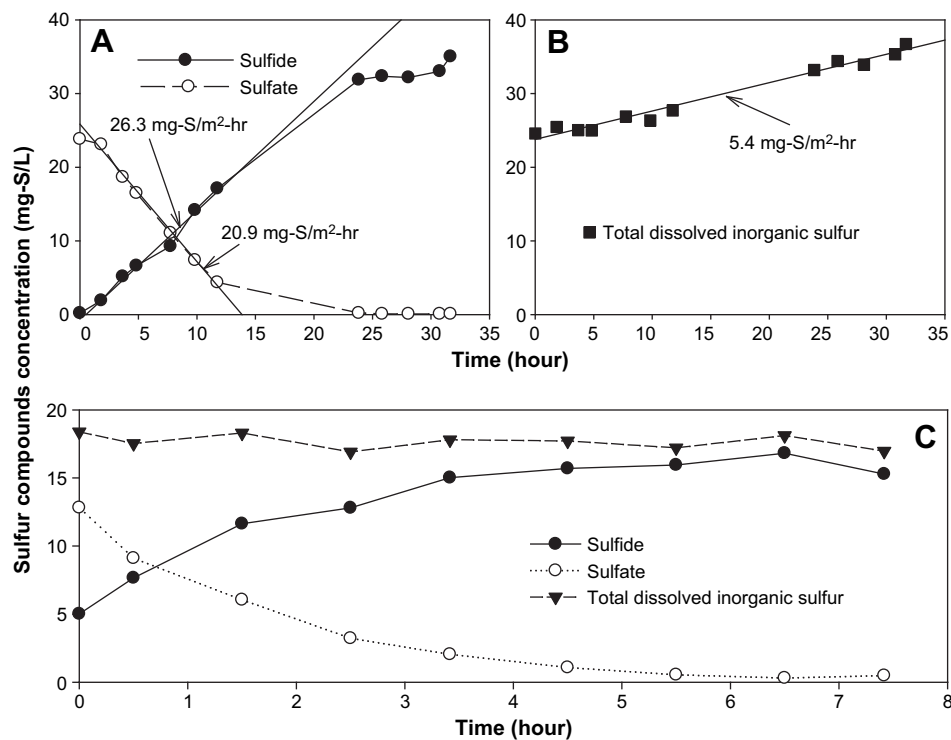 Sulfur compounds concentration (mg-S/L)
A
Sulfide
Sulfate
26.3 mg-S/m²-hr
20.9 mg-S/m²-hr
40
30
20
10
0
0 5 10 15 20 25 30 35
B
5.4 mg-S/m²-hr
Total dissolved inorganic sulfur
40
30
20
10
0
0 5 10 15 20 25 30 35
Time (hour)
C
Sulfide
Sulfate
Total dissolved inorganic sulfur
20
15
10
5
0
0 1 2 3 4 5 6 7 8
Time (hour)